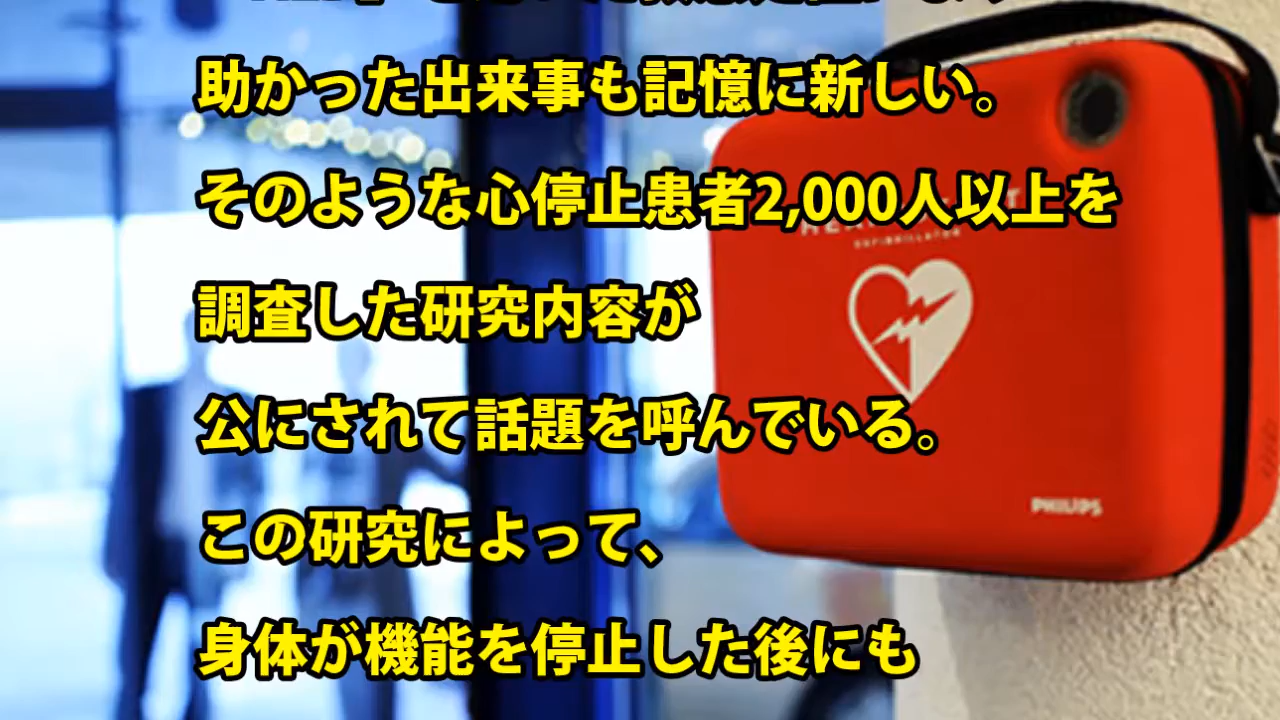 助かった出来事も記憶に新しい。
そのような心停止患者2,000人以上を
調査した研究内容が
公にされて話題を呼んでいる。
この研究によって、
身体が機能を停止した後にも
PHILIPS